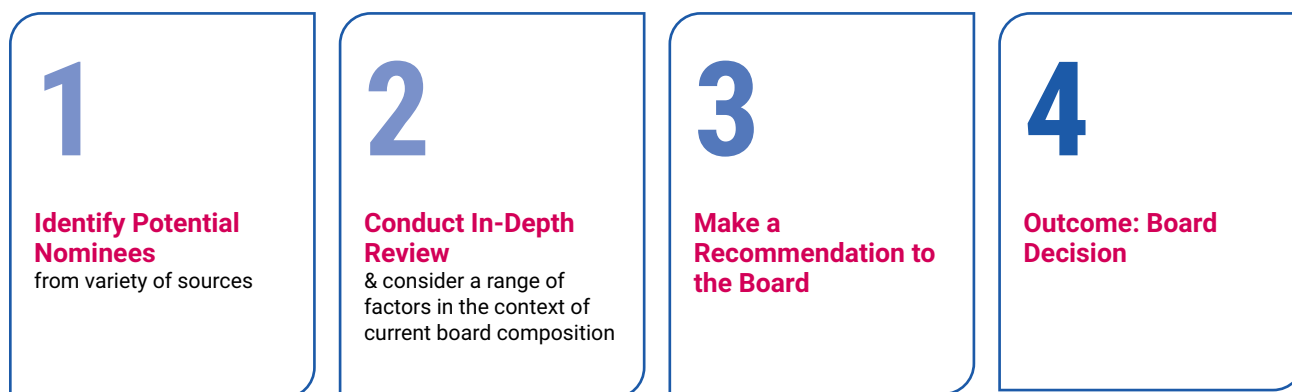 1
Identify Potential
Nominees
from variety of sources
2
Conduct In-Depth
Review
& consider a range of
factors in the context of
current board composition
3
Make a
Recommendation to
the Board
4
Outcome: Board
Decision